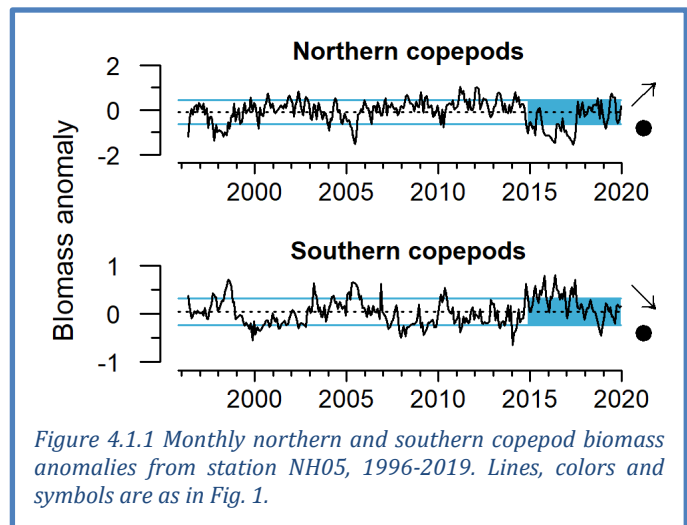 Northern copepods
2
0
-2
2000 2005 2010 2015 2020
Biomass anomaly
Southern copepods
1
0
-1
2000 2005 2010 2015 2020
Figure 4.1.1 Monthly northern and southern copepod biomass
anomalies from station NH05, 1996-2019. Lines, colors and
symbols are as in Fig. 1.